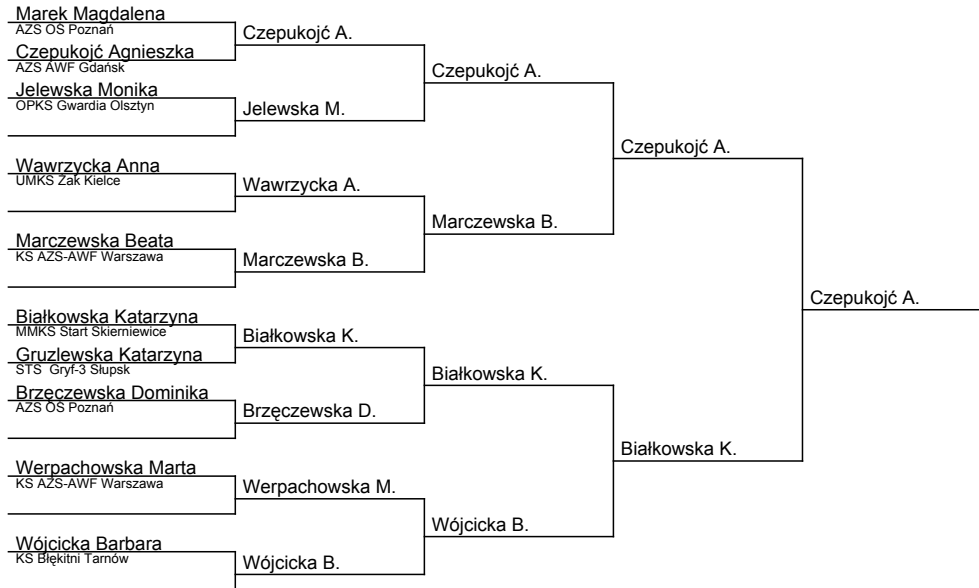 Marek Magdalena
AZS OŚ Poznań
Czepukojć A.
Czepukojć Agnieszka
AZS AWF Gdańsk
Czepukojć A.
Jelewska Monika
OPKS Gwardia Olsztyn
Jelewska M.
Czepukojć A.
Wawrzycka Anna
UMKS Żak Kielce
Wawrzycka A.
Marczewska B.
Marczewska Beata
KS AZS-AWF Warszawa
Marczewska B.
Czepukojć A.
Białkowska Katarzyna
MMKS Start Skierniewice
Białkowska K.
Gruzlewska Katarzyna
STS Gryf-3 Słupsk
Białkowska K.
Brzęczewska Dominika
AZS OŚ Poznań
Brzęczewska D.
Białkowska K.
Werpachowska Marta
KS AZS-AWF Warszawa
Werpachowska M.
Wójcicka B.
Wójcicka Barbara
KS Błękitni Tarnów
Wójcicka B.